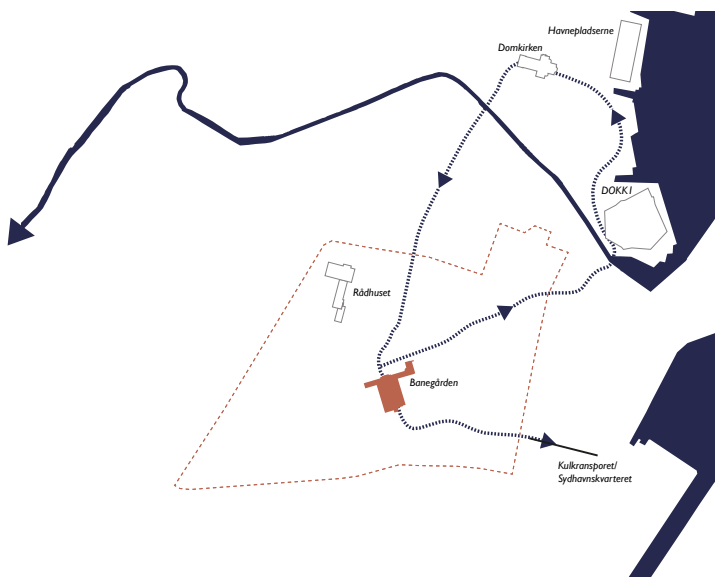 Havnepladserne
Domkirken
DOKK1
Rådhuset
Banegården
Kulkransporet/
Sydhavnskvarteret